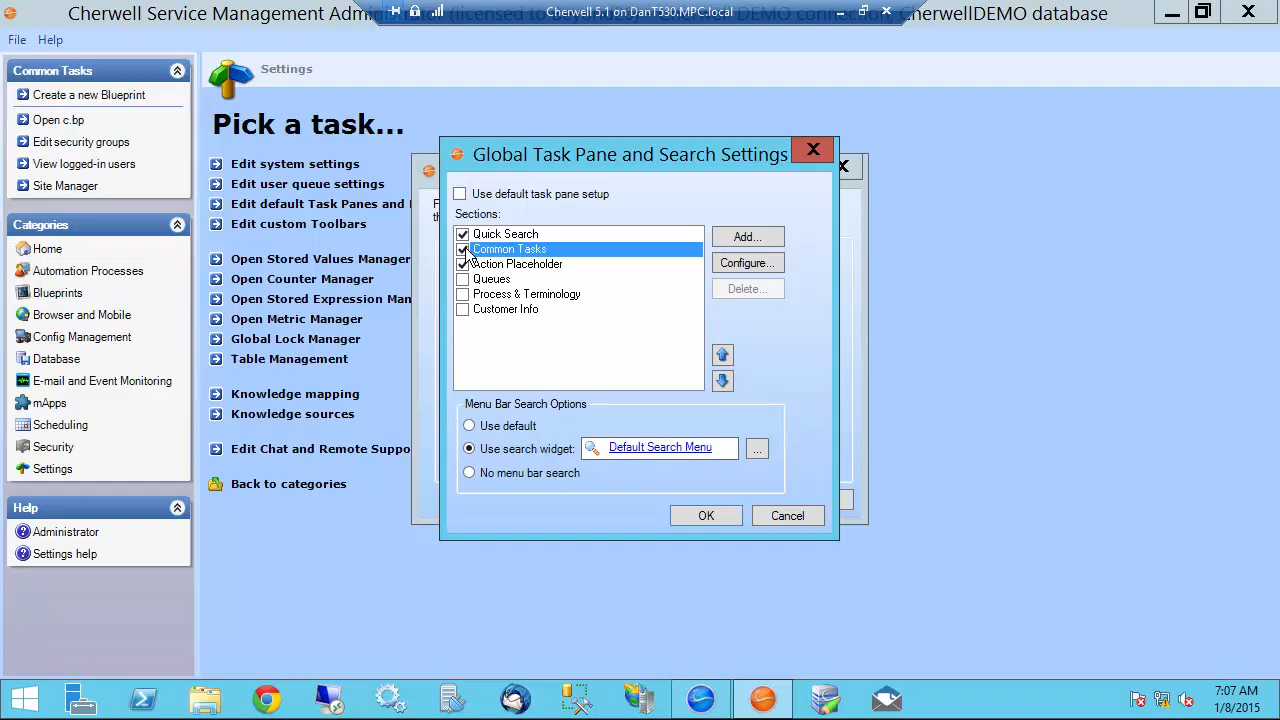 Cherwell Service Management Administr
(licensed to
DEMO connection, CherwellDEMO database
Cherwell 5.1 on DanT530.MPC.local
File Help
Common Tasks
Create a new Blueprint
Open c.bp
Edit security groups
View logged-in users
Site Manager
Categories
Home
Action Processes
Blueprints
Browser and Mobile
Config Management
Database
E-mail and Event Monitoring
mApps
Scheduling
Security
Settings
Help
Administrator
Settings help
Settings
Pick a task...
Edit system settings
Edit user queue settings
Edit default Task Panes and
Edit custom Toolbars
Open Stored Values Manager
Open Counter Manager
Open Stored Expression Man
Open Metric Manager
Global Lock Manager
Table Management
Knowledge mapping
Knowledge sources
Edit Chat and Remote Suppo
Back to categories
Global Task Pane and Search Settings
X
X
Use default task pane setup
Sections:
Quick Search
Common Tasks
Action Placeholder
Queues
Process & Terminology
Customer Info
Add...
Configure...
Delete...
Menu Bar Search Options
Use default
Use search widget:
Default Search Menu
...
No menu bar search
OK
Cancel
7:07 AM
1/8/2015